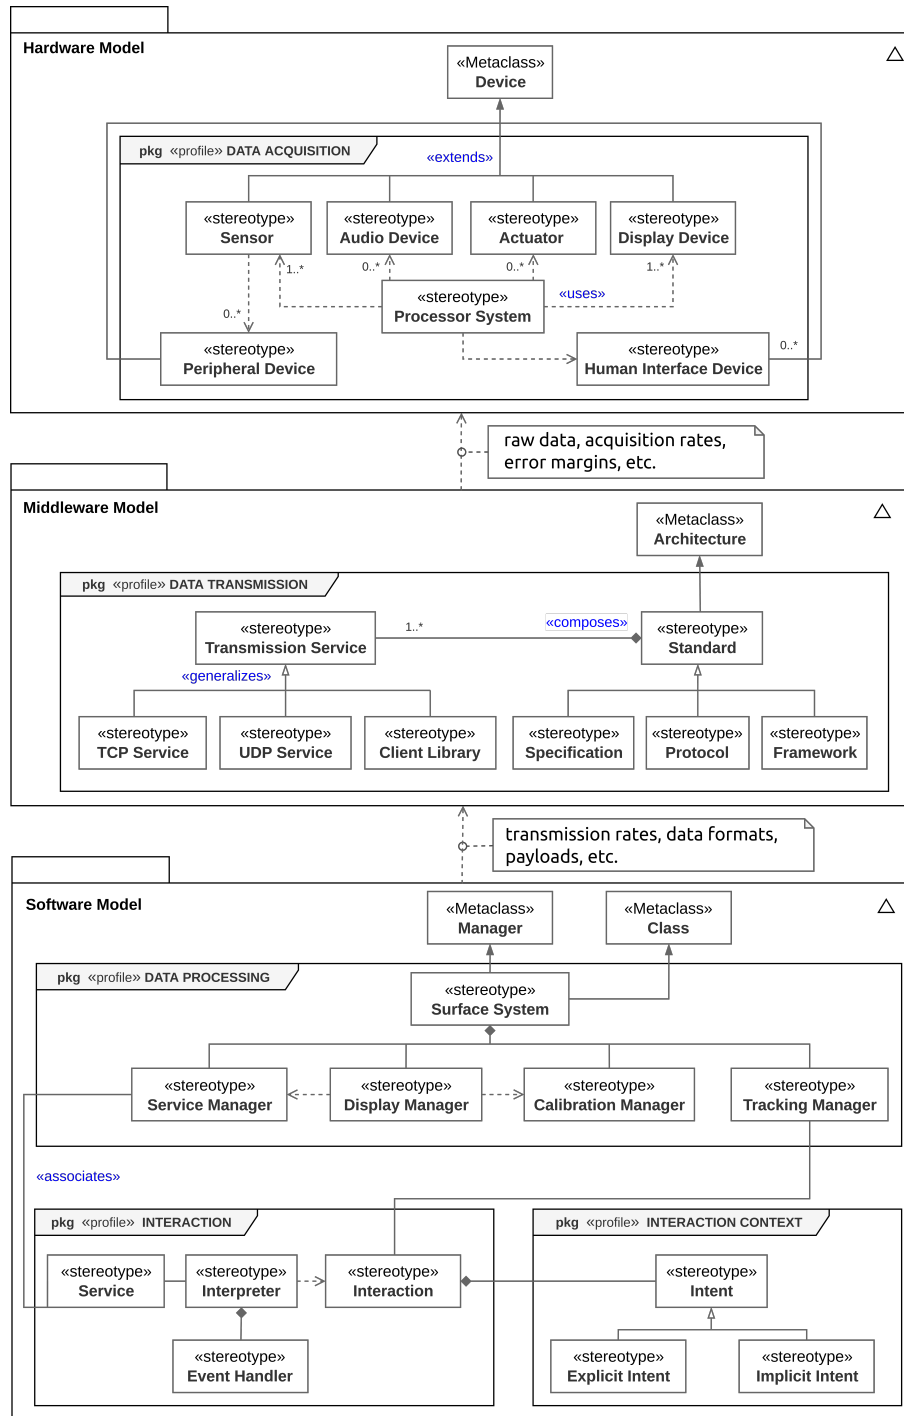 Hardware Model
«Metaclass»
Device
pkg «profile» DATA ACQUISITION
«extends»
«stereotype»
Sensor
«stereotype»
Audio Device
«stereotype»
Actuator
«stereotype»
Display Device
1..*
0..*
0..*
1..*
«stereotype»
Processor System
«uses»
0..*
«stereotype»
Peripheral Device
«stereotype»
Human Interface Device
0..*
raw data, acquisition rates,
error margins, etc.
Middleware Model
«Metaclass»
Architecture
pkg «profile» DATA TRANSMISSION
«stereotype»
Transmission Service
1..*
«composes»
«stereotype»
Standard
«generalizes»
«stereotype»
TCP Service
«stereotype»
UDP Service
«stereotype»
Client Library
«stereotype»
Specification
«stereotype»
Protocol
«stereotype»
Framework
transmission rates, data formats,
payloads, etc.
Software Model
«Metaclass»
Manager
«Metaclass»
Class
pkg «profile» DATA PROCESSING
«stereotype»
Surface System
«stereotype»
Service Manager
«stereotype»
Display Manager
«stereotype»
Calibration Manager
«stereotype»
Tracking Manager
«associates»
pkg «profile» INTERACTION
pkg «profile» INTERACTION CONTEXT
«stereotype»
Service
«stereotype»
Interpreter
«stereotype»
Interaction
«stereotype»
Intent
«stereotype»
Event Handler
«stereotype»
Explicit Intent
«stereotype»
Implicit Intent